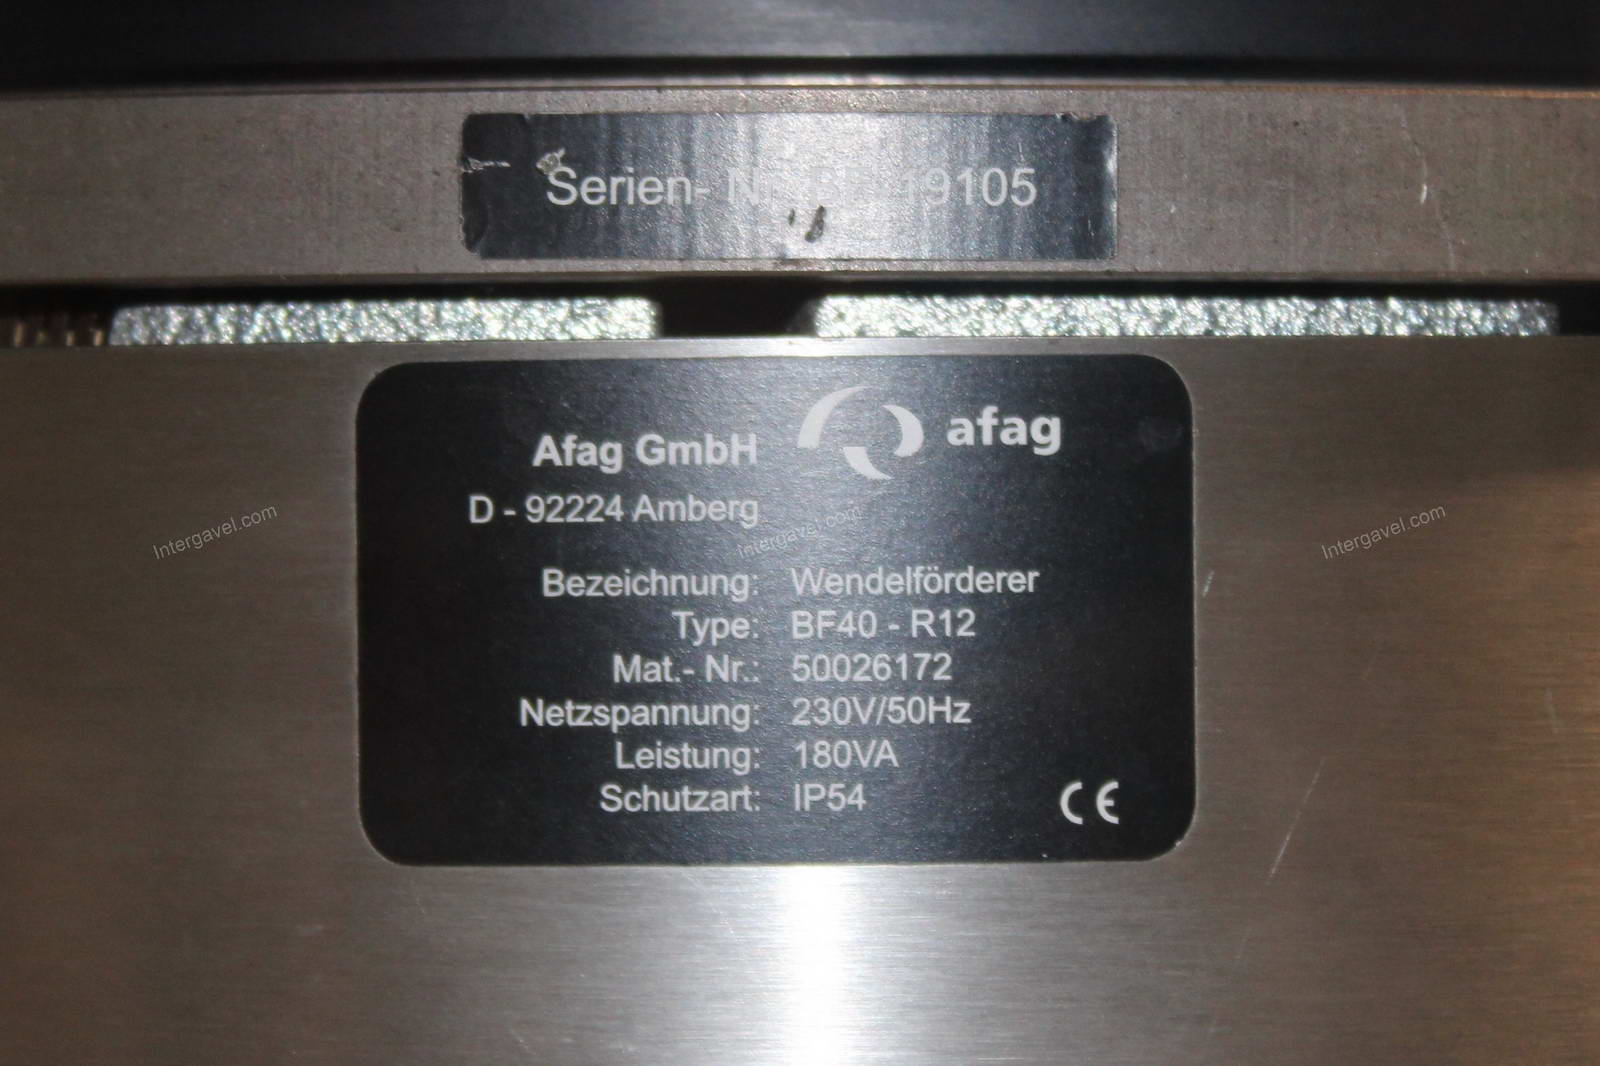 Serien- Nr. 19105
afag
Afag GmbH
D - 92224 Amberg
Bezeichnung: Wendelförderer
Type: BF40 - R12
Mat.- Nr.: 50026172
Netzspannung: 230V/50Hz
Leistung: 180VA
Schutzart: IP54
CE
Intergavel.com
Intergavel.com
Intergavel.com